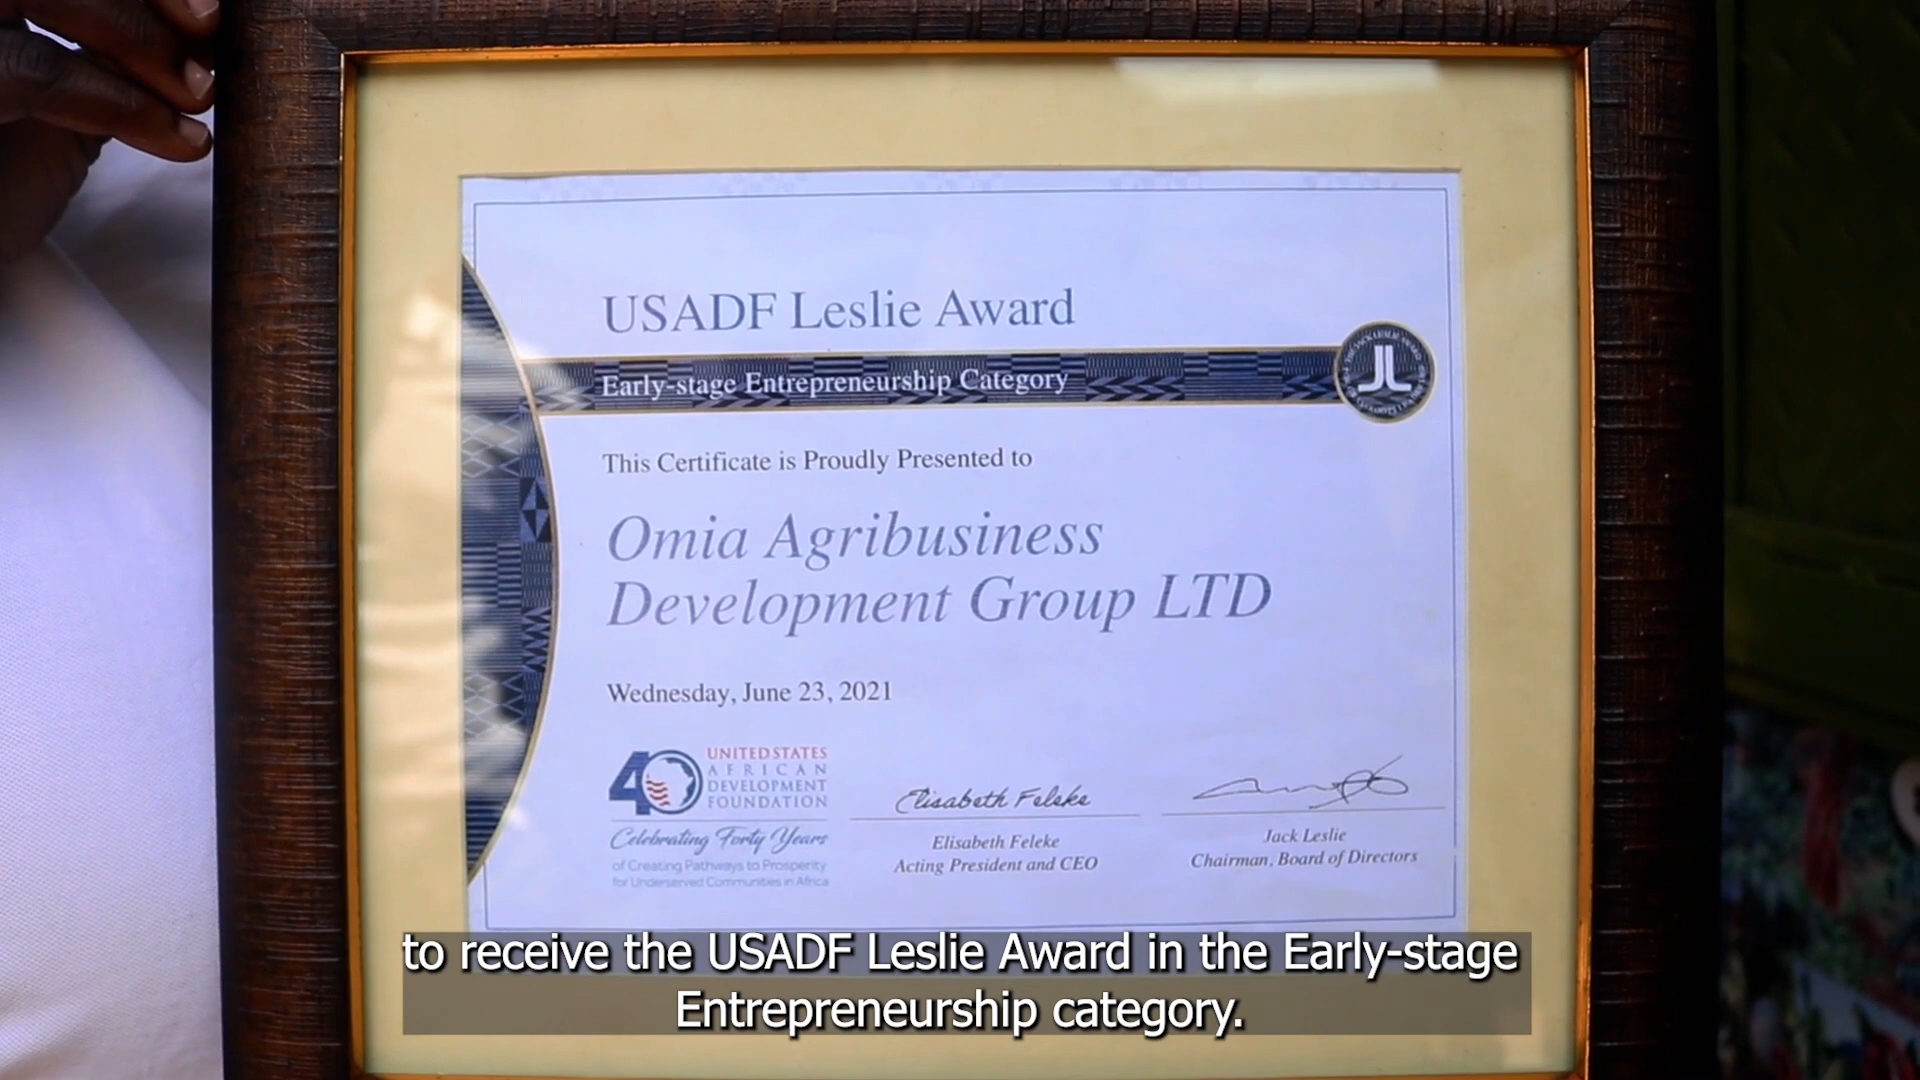 USADF Leslie Award
Early-stage Entrepreneurship Category
JL
This Certificate is Proudly Presented to
Omia Agribusiness
Development Group LTD
Wednesday, June 23, 2021
40
UNITED STATES
AFRICAN
DEVELOPMENT
FOUNDATION
Celebrating Forty Years
of Creating Pathways to Prosperity
for Underserved Communities in Africa
Elisabeth Feleke
Elisabeth Feleke
Acting President and CEO
Jack Leslie
Chairman, Board of Directors
to receive the USADF Leslie Award in the Early-stage
Entrepreneurship category.